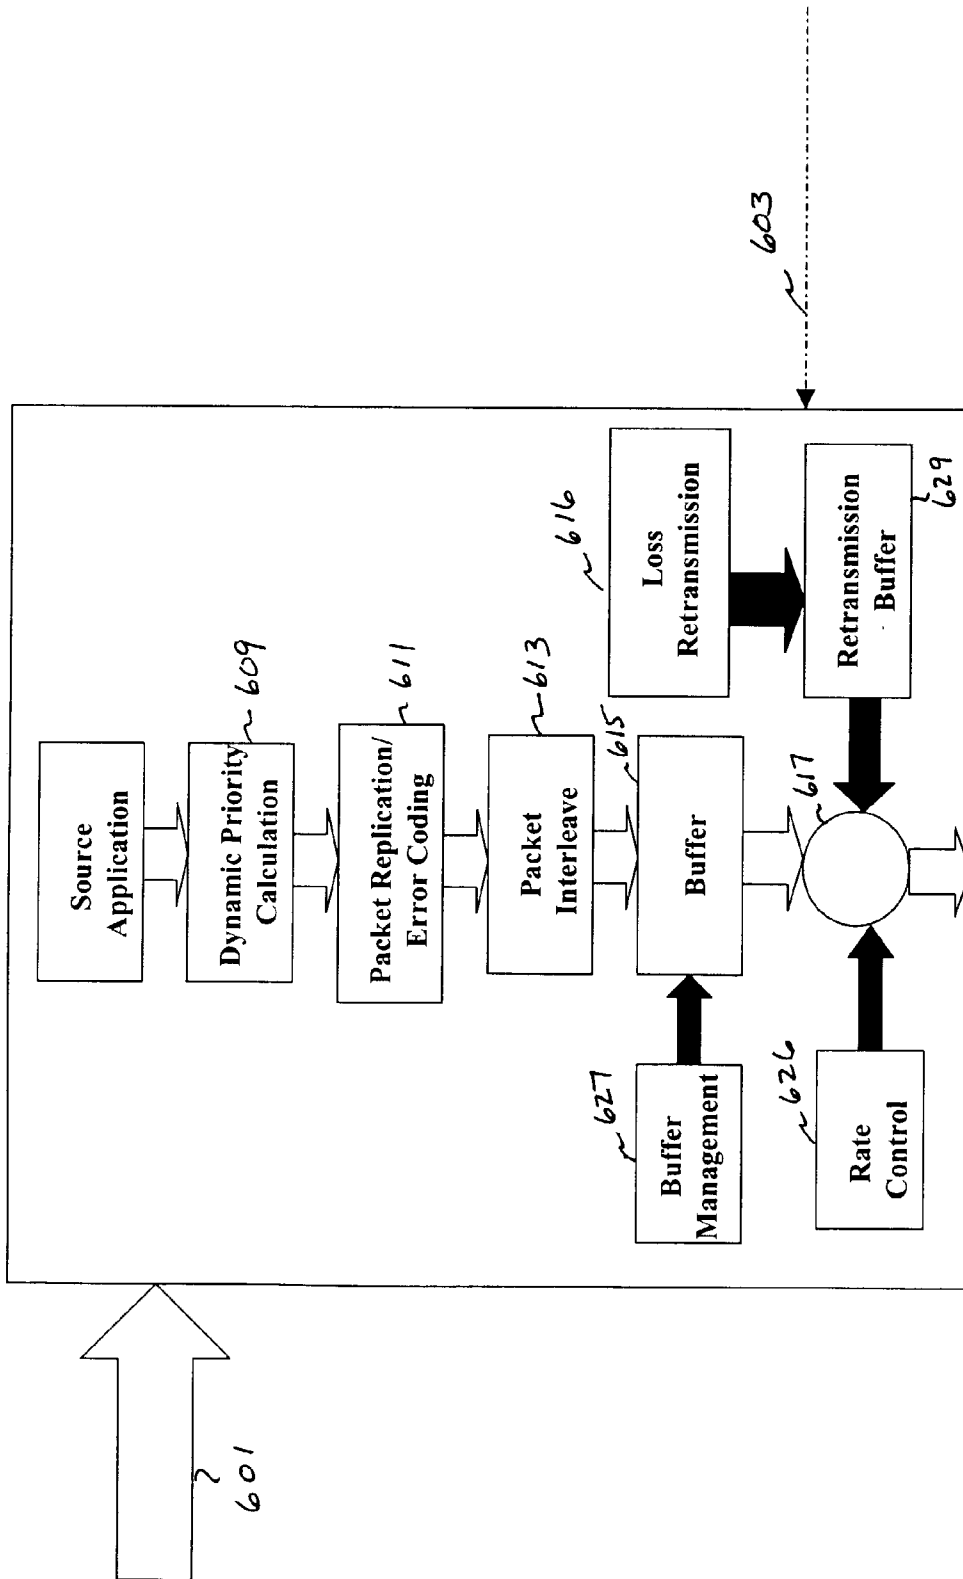 Source
Application
Dynamic Priority
Calculation
609
Packet Replication/
Error Coding
611
Packet
Interleave
613
Buffer
615
Loss
Retransmission
616
Buffer
Management
627
Retransmission
Buffer
629
617
Rate
Control
626
601
603